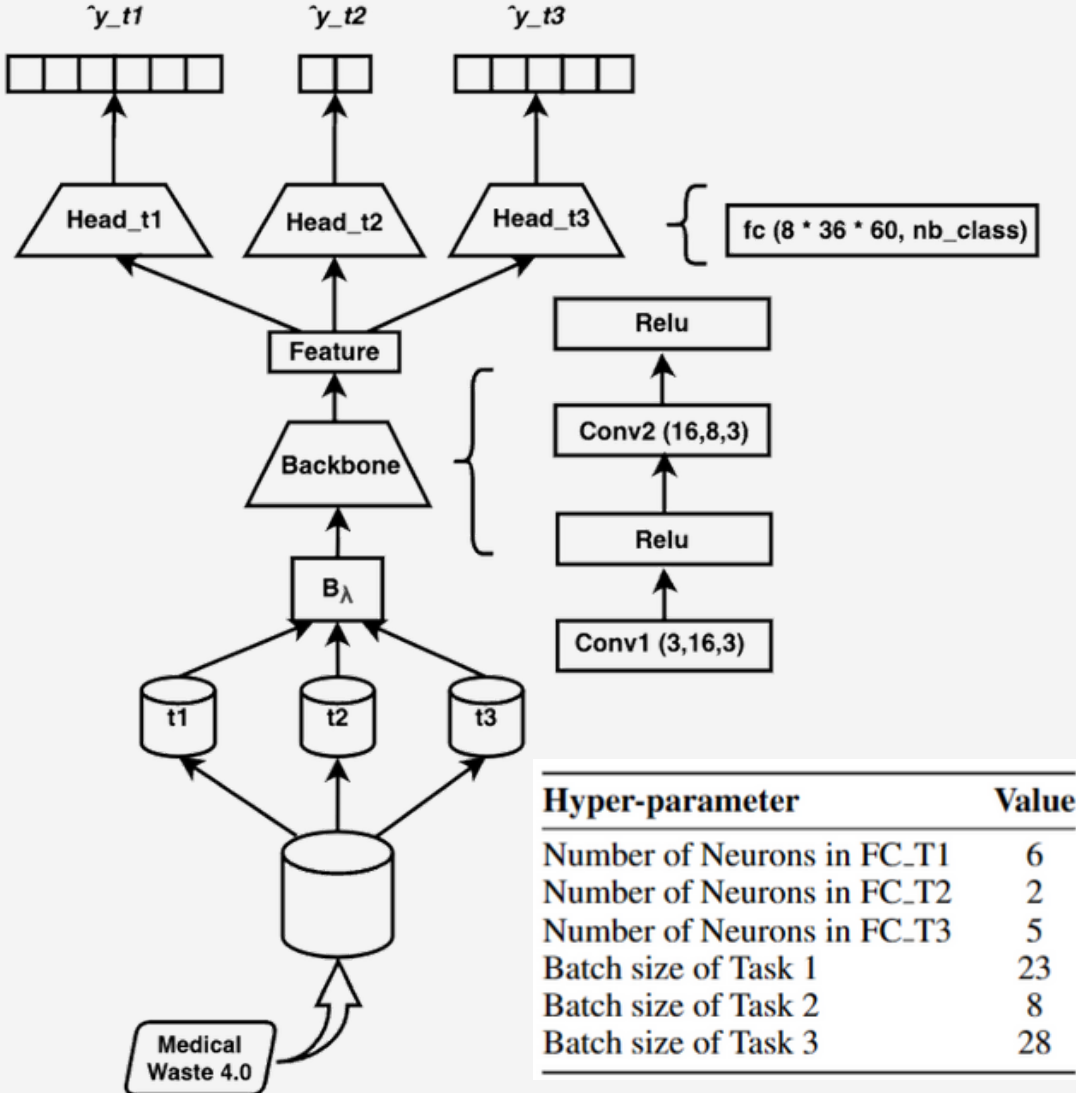 ˆy_t1
ˆy_t2
ˆy_t3
Head_t1
Head_t2
Head_t3
fc (8 * 36 * 60, nb_class)
Relu
Feature
Conv2 (16,8,3)
Backbone
Relu
Bλ
Conv1 (3,16,3)
t1
t2
t3
Medical
Waste 4.0
Hyper-parameter Value
Number of Neurons in FC_T1 6
Number of Neurons in FC_T2 2
Number of Neurons in FC_T3 5
Batch size of Task 1 23
Batch size of Task 2 8
Batch size of Task 3 28